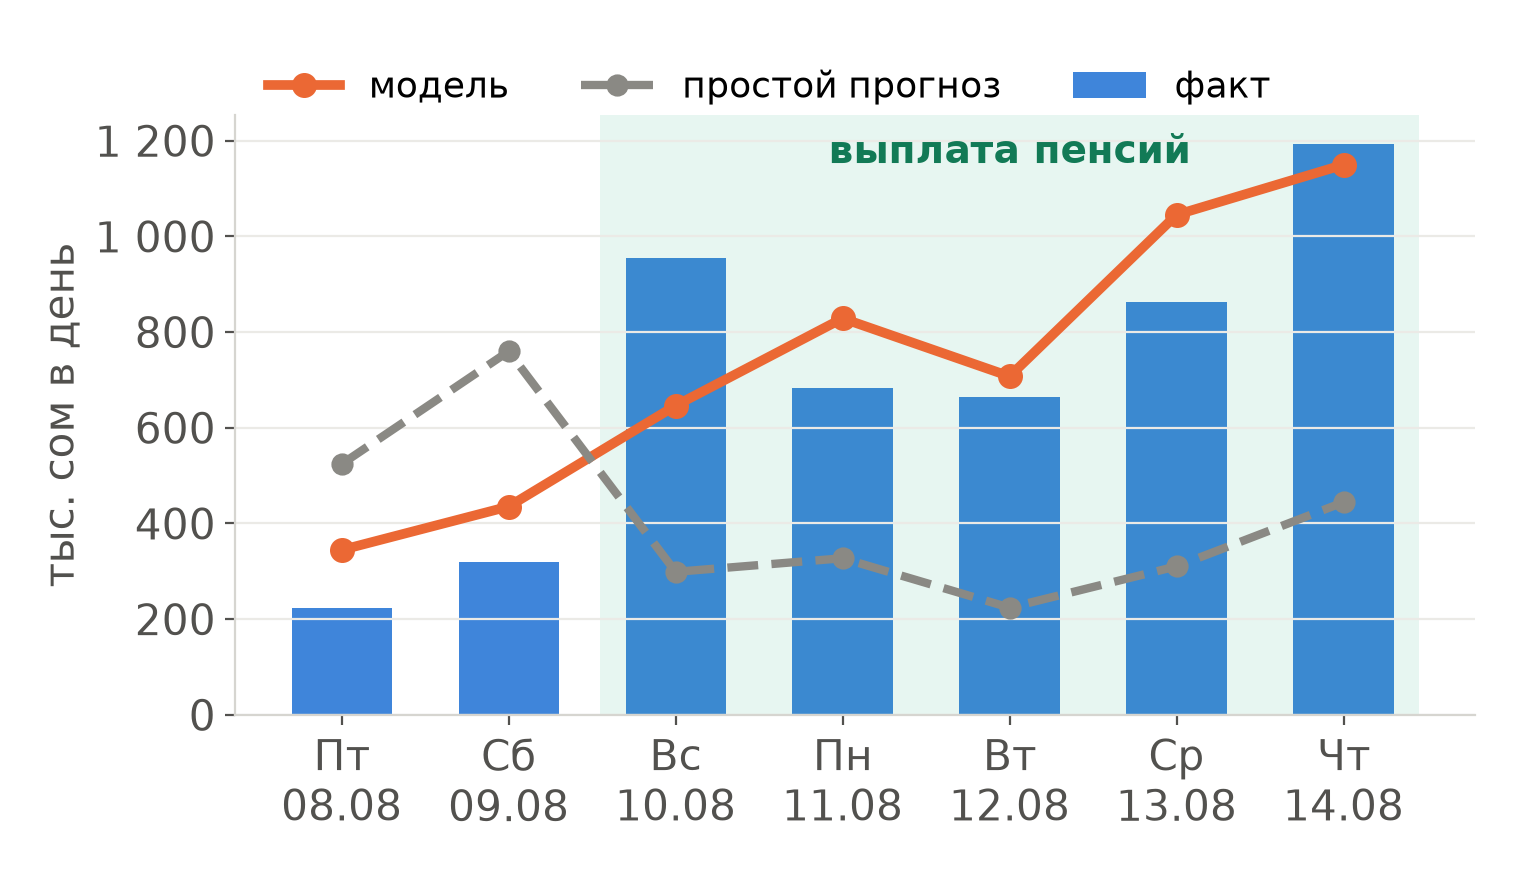 модель простой прогноз факт
выплата пенсий
тыс. сом в день
1 200
1 000
800
600
400
200
0
Пт Сб Вс Пн Вт Ср Чт
08.08 09.08 10.08 11.08 12.08 13.08 14.08